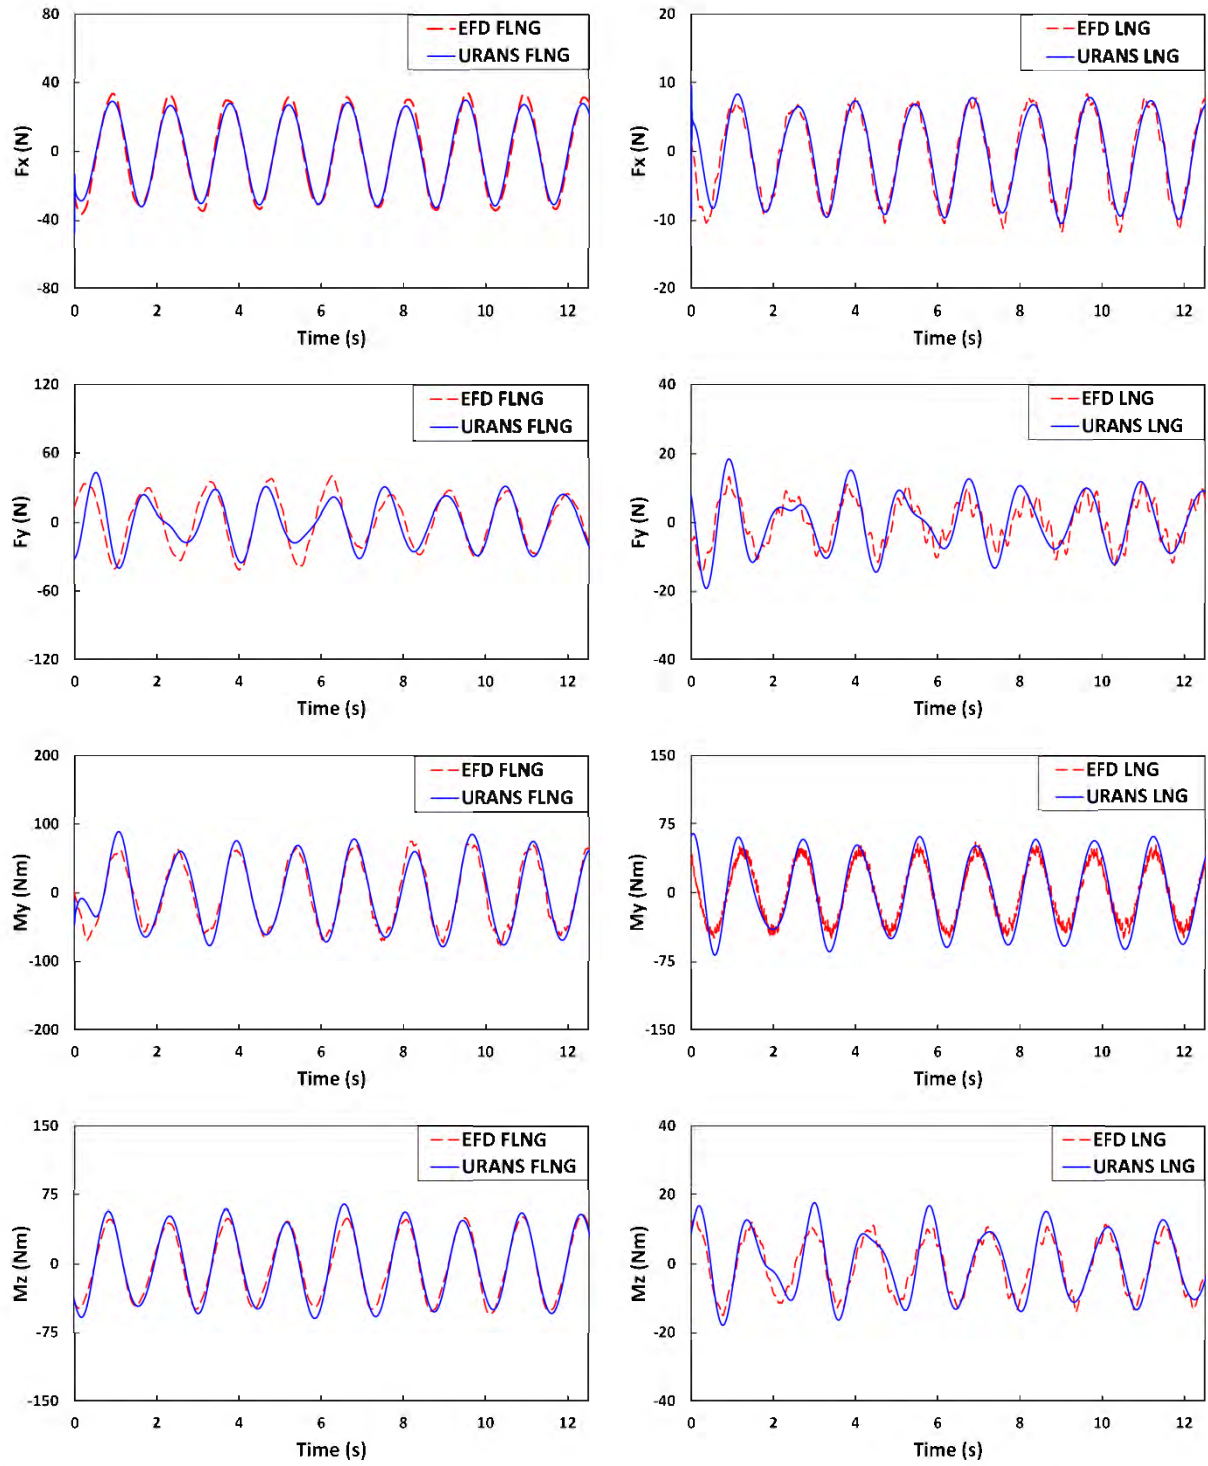 80
40
0
-40
-80
Fx (N)
EFD FLNG
URANS FLNG
0 2 4 6 8 10 12
Time (s)
20
10
0
-10
-20
Fx (N)
EFD LNG
URANS LNG
0 2 4 6 8 10 12
Time (s)
120
60
0
-60
-120
Fy (N)
EFD FLNG
URANS FLNG
0 2 4 6 8 10 12
Time (s)
40
20
0
-20
-40
Fy (N)
EFD LNG
URANS LNG
0 2 4 6 8 10 12
Time (s)
200
100
0
-100
-200
My (Nm)
EFD FLNG
URANS FLNG
0 2 4 6 8 10 12
Time (s)
150
75
0
-75
-150
My (Nm)
EFD LNG
URANS LNG
0 2 4 6 8 10 12
Time (s)
150
75
0
-75
-150
Mz (Nm)
EFD FLNG
URANS FLNG
0 2 4 6 8 10 12
Time (s)
40
20
0
-20
-40
Mz (Nm)
EFD LNG
URANS LNG
0 2 4 6 8 10 12
Time (s)